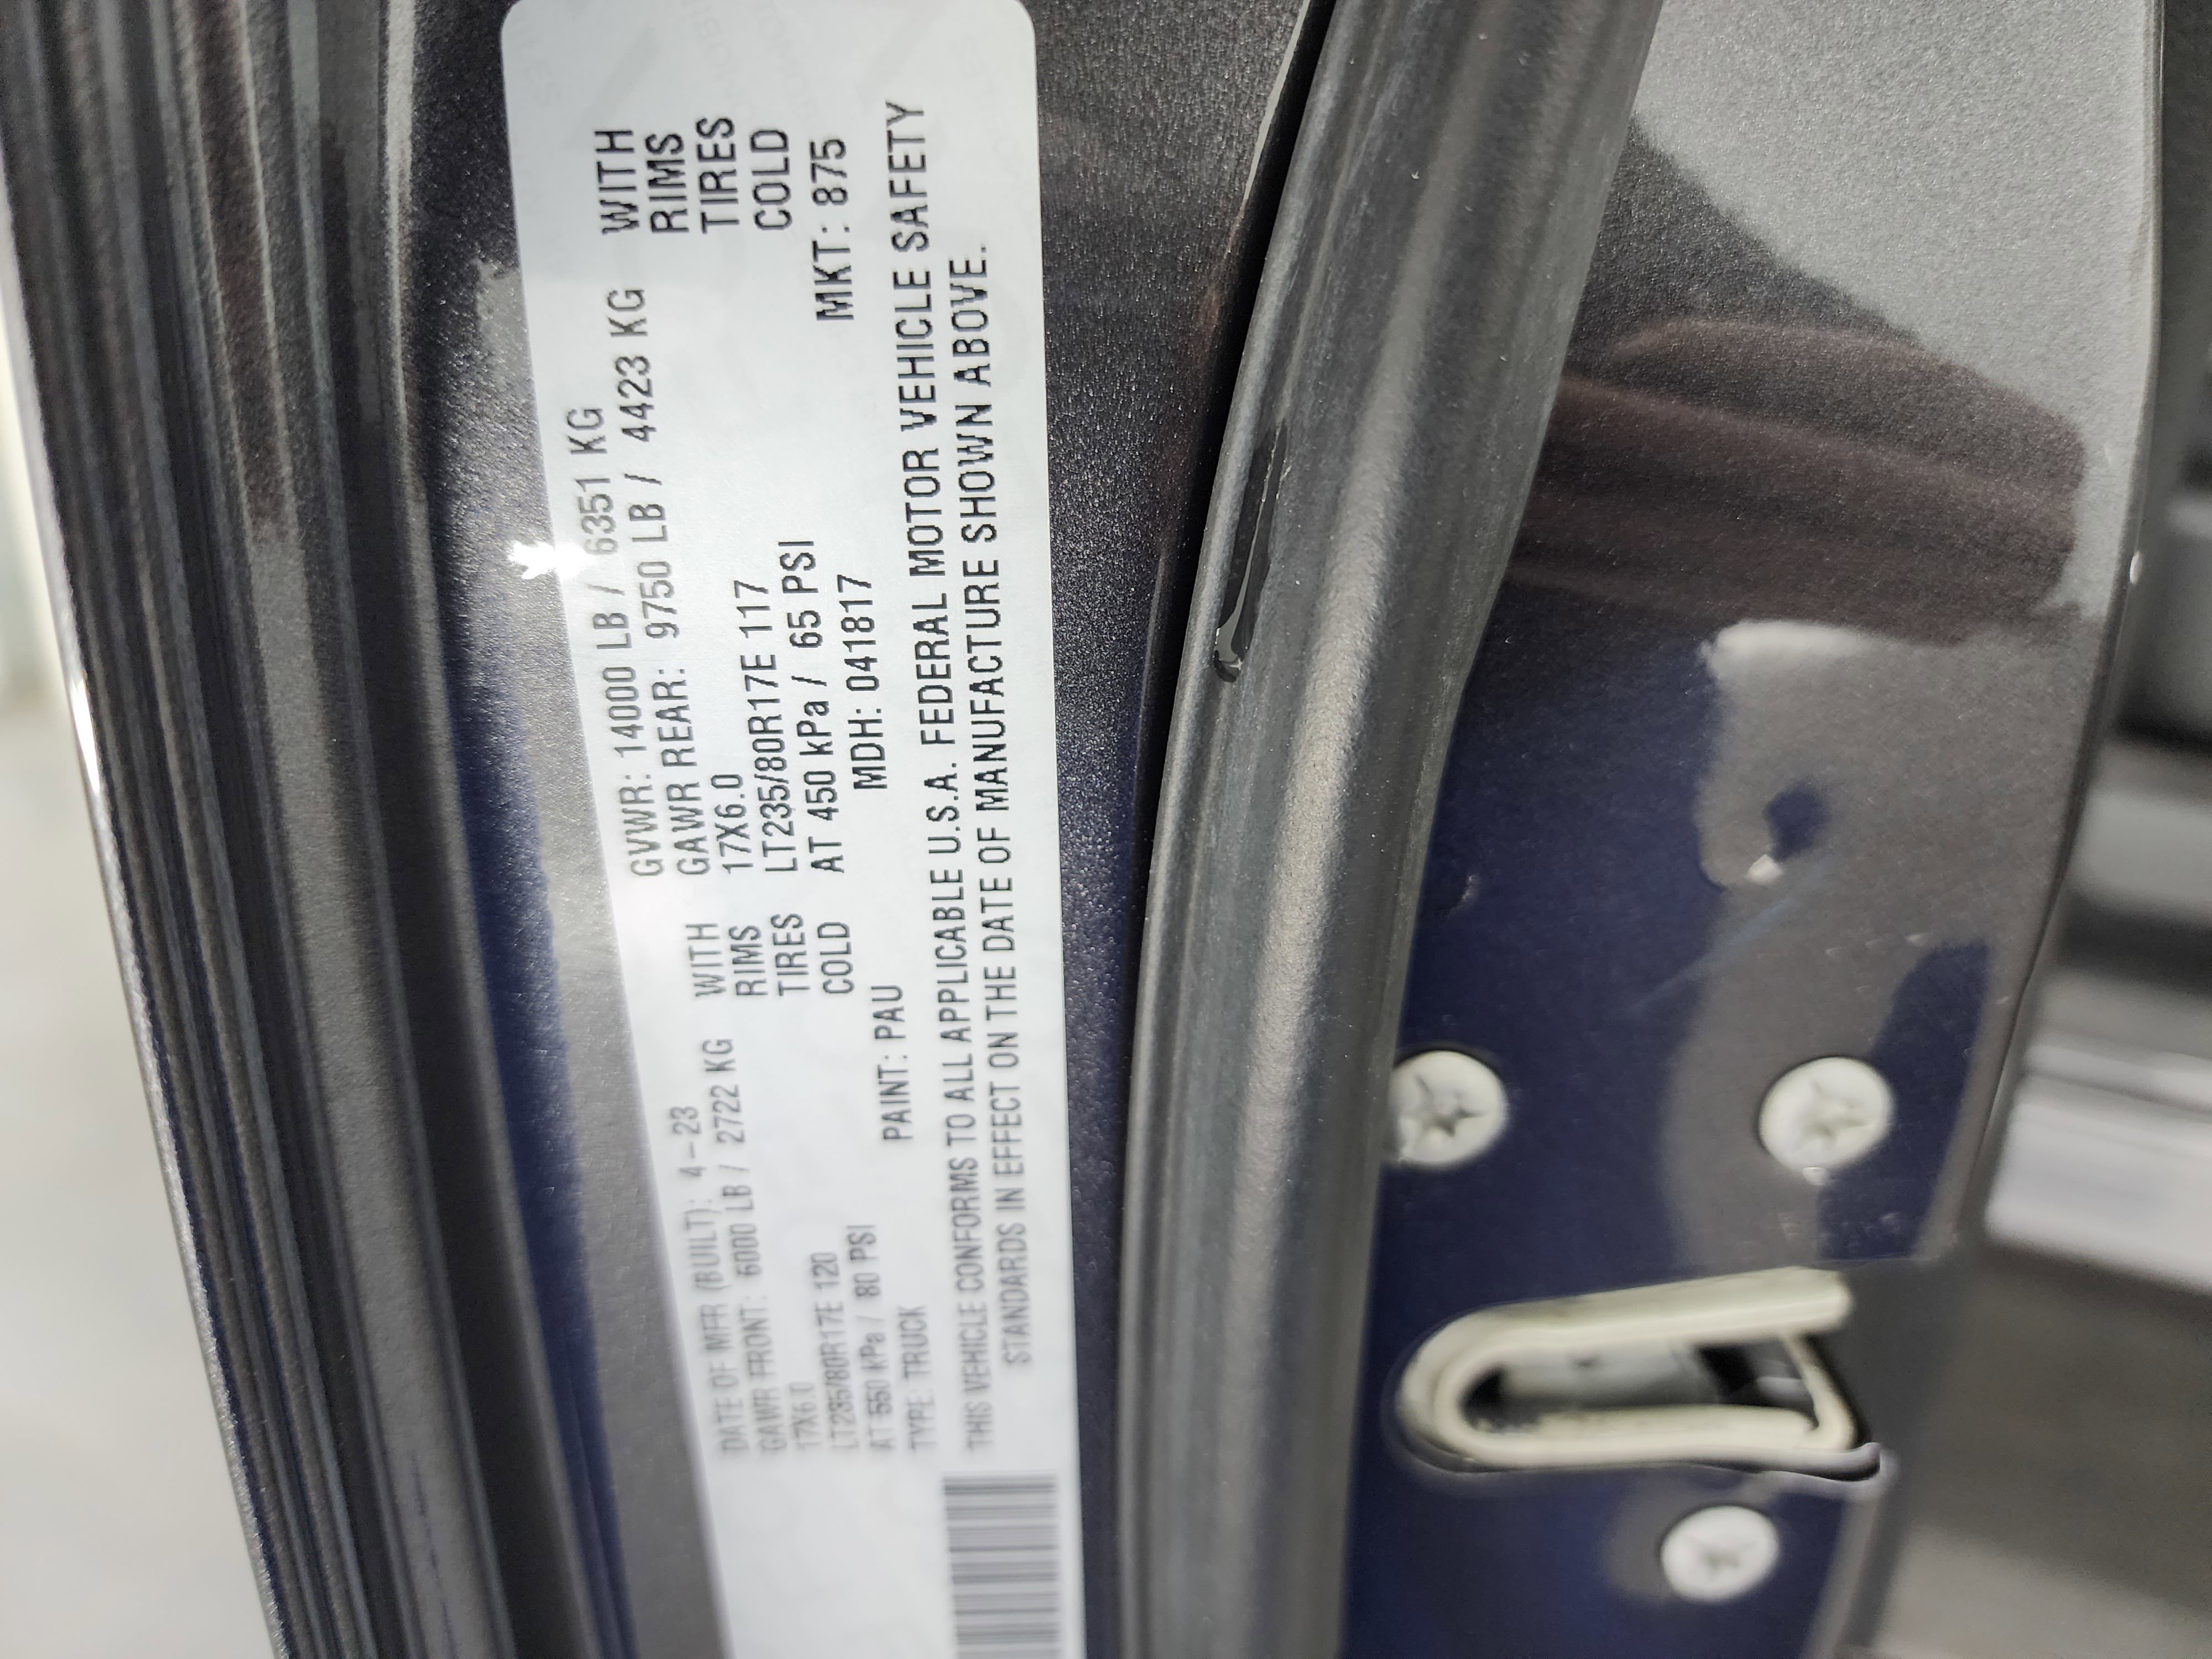 DATE OF MFR (BUILT): 4-23 GVWR: 14000 LB / 6351 KG
GAWR FRONT: 6000 LB / 2722 KG WITH GAWR REAR: 9750 LB / 4423 KG WITH
17X6.0 RIMS 17X6.0 RIMS
LT235/80R17E 120 TIRES LT235/80R17E 117 TIRES
AT 550 kPa / 80 PSI COLD AT 450 kPa / 65 PSI COLD
TYPE: TRUCK PAINT: PAU MDH: 041817 MKT: 875
THIS VEHICLE CONFORMS TO ALL APPLICABLE U.S.A. FEDERAL MOTOR VEHICLE SAFETY
STANDARDS IN EFFECT ON THE DATE OF MANUFACTURE SHOWN ABOVE.